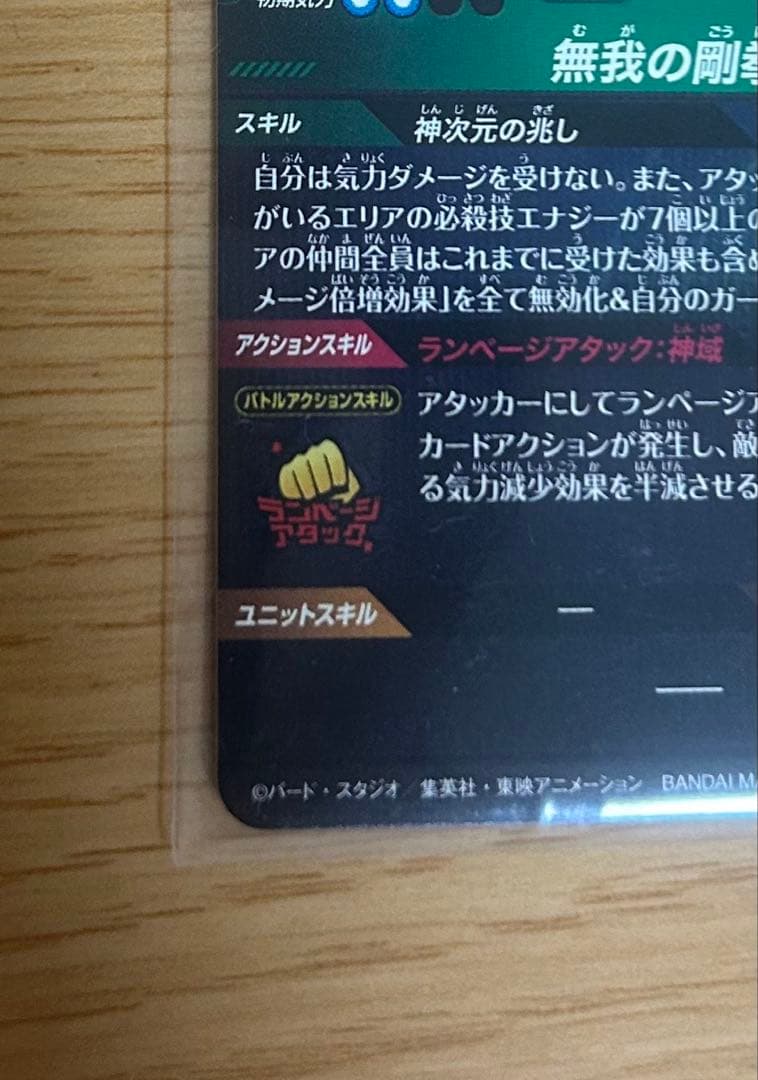 初期気力
無我の剛拳
スキル 神次元の兆し
自分は気力ダメージを受けない。また、アタッ
がいるエリアの必殺技エナジーが7個以上の
アの仲間全員はこれまでに受けた効果も含め
メージ倍増効果」を全て無効化&自分のガー
アクションスキル ランページアタック:神域
バトルアクションスキル アタッカーにしてランページア
カードアクションが発生し、敵
る気力減少効果を半減させる
ランページ
アタック
ユニットスキル ー
ー
©バード・スタジオ/集英社・東映アニメーション BANDAI MA